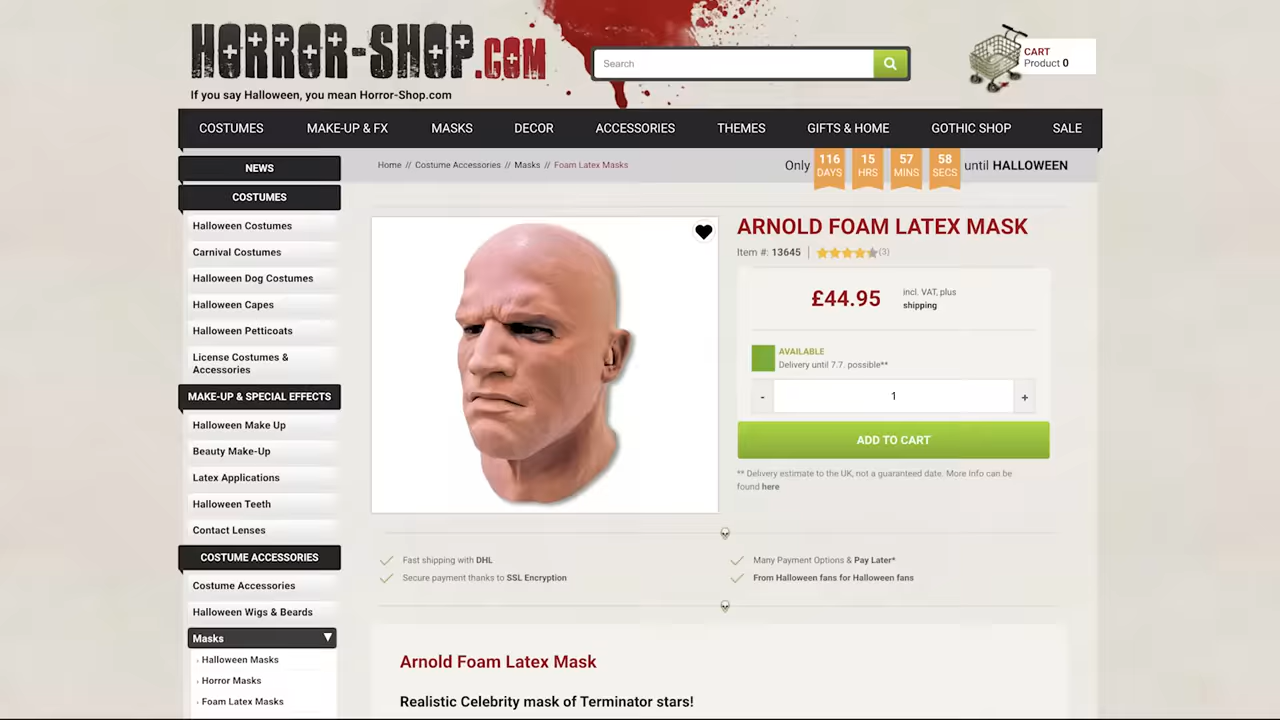 HORROR-SHOP.COM
If you say Halloween, you mean Horror-Shop.com
Search
CART
Product 0
COSTUMES MAKE-UP & FX MASKS DECOR ACCESSORIES THEMES GIFTS & HOME GOTHIC SHOP SALE
NEWS
COSTUMES
Halloween Costumes
Carnival Costumes
Halloween Dog Costumes
Halloween Capes
Halloween Petticoats
License Costumes &
Accessories
MAKE-UP & SPECIAL EFFECTS
Halloween Make Up
Beauty Make-Up
Latex Applications
Halloween Teeth
Contact Lenses
COSTUME ACCESSORIES
Costume Accessories
Halloween Wigs & Beards
Masks
Halloween Masks
Horror Masks
Foam Latex Masks
Home // Costume Accessories // Masks // Foam Latex Masks
Only 116 DAYS 15 HRS 57 MINS 58 SECS until HALLOWEEN
ARNOLD FOAM LATEX MASK
Item #: 13645 | (3)
£44.95 incl. VAT, plus
shipping
AVAILABLE
Delivery until 7.7. possible**
- 1 +
ADD TO CART
** Delivery estimate to the UK, not a guaranteed date. More Info can be
found here
Fast shipping with DHL
Secure payment thanks to SSL Encryption
Many Payment Options & Pay Later*
From Halloween fans for Halloween fans
Arnold Foam Latex Mask
Realistic Celebrity mask of Terminator stars!